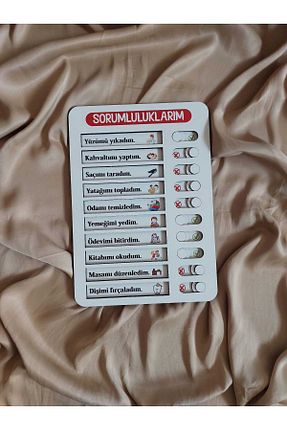 SORUMLULUKLARIM
Yüzümü yıkadım.
Kahvaltımı yaptım.
Saçımı taradım.
Yatağımı topladım.
Odamı temizledim.
Yemeğimi yedim.
Ödevimi bitirdim.
Kitabımı okudum.
Masamı düzenledim.
Dişimi fırçaladım.